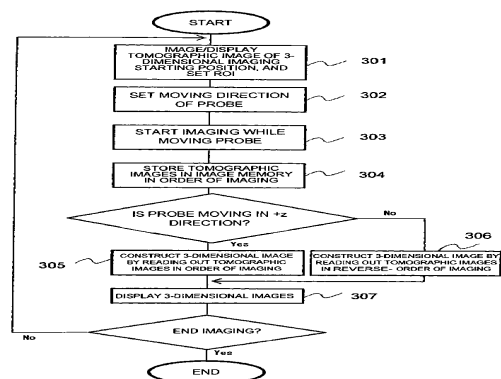 START
IMAGE/DISPLAY
TOMOGRAPHIC IMAGE OF 3-
DIMENSIONAL IMAGING
STARTING POSITION, AND
SET ROI
301
SET MOVING DIRECTION
OF PROBE
302
START IMAGING WHILE
MOVING PROBE
303
STORE TOMOGRAPHIC
IMAGES IN IMAGE MEMORY
IN ORDER OF IMAGING
304
IS PROBE MOVING IN +z
DIRECTION?
No
Yes
306
305
CONSTRUCT 3-DIMENSIONAL IMAGE
BY READING OUT TOMOGRAPHIC
IMAGES IN ORDER OF IMAGING
CONSTRUCT 3-DIMENSIONAL IMAGE BY
READING OUT TOMOGRAPHIC IMAGES
IN REVERSE- ORDER OF IMAGING
DISPLAY 3-DIMENSIONAL IMAGES
307
END IMAGING?
No
Yes
END